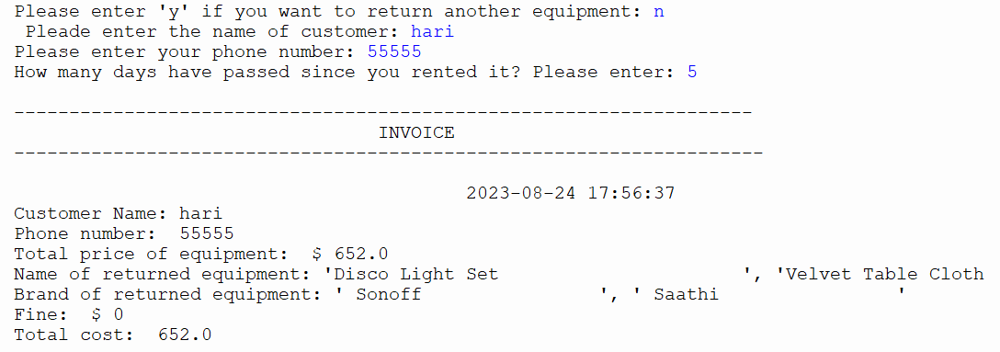 Please enter 'y' if you want to return another equipment: n
Pleade enter the name of customer: hari
Please enter your phone number: 55555
How many days have passed since you rented it? Please enter: 5
-------------------------------------------------------------------
INVOICE
--------------------------------------------------------------------
2023-08-24 17:56:37
Customer Name: hari
Phone number:  55555
Total price of equipment:  $ 652.0
Name of returned equipment: 'Disco Light Set                      ', 'Velvet Table Cloth
Brand of returned equipment: ' Sonoff                ', ' Saathi                '
Fine:  $ 0
Total cost:  652.0